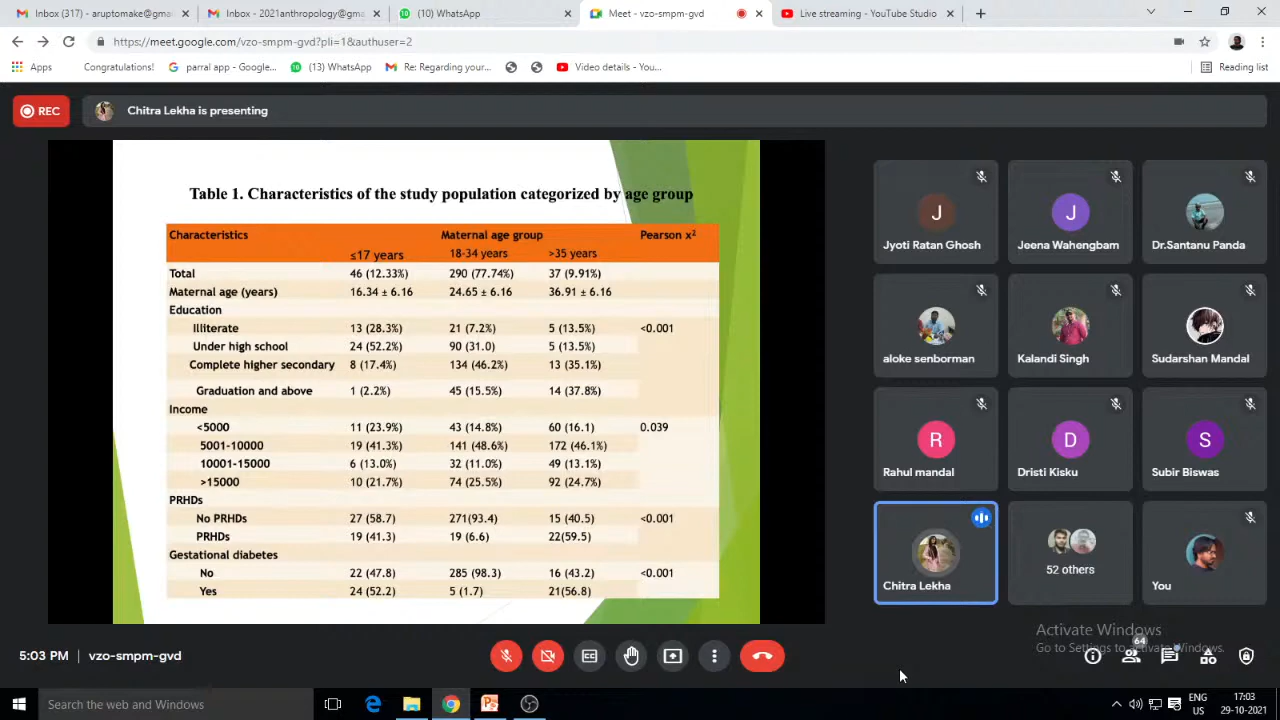 Inbox (317) - aruptomake@gma
Inbox - 2021anthropology@gmai
(10) WhatsApp
Meet - vzo-smpm-gvd
Live streaming - YouTube Studio
https://meet.google.com/vzo-smpm-gvd?pli=1&authuser=2
Apps
Congratulations!
parral app - Google...
(13) WhatsApp
Re: Regarding your...
Video details - You...
Reading list
REC
Chitra Lekha is presenting
Table 1. Characteristics of the study population categorized by age group
Characteristics Maternal age group Pearson x²
≤17 years 18-34 years >35 years
Total 46 (12.33%) 290 (77.74%) 37 (9.91%)
Maternal age (years) 16.34 ± 6.16 24.65 ± 6.16 36.91 ± 6.16
Education
Illiterate 13 (28.3%) 21 (7.2%) 5 (13.5%) <0.001
Under high school 24 (52.2%) 90 (31.0) 5 (13.5%)
Complete higher secondary 8 (17.4%) 134 (46.2%) 13 (35.1%)
Graduation and above 1 (2.2%) 45 (15.5%) 14 (37.8%)
Income
<5000 11 (23.9%) 43 (14.8%) 60 (16.1) 0.039
5001-10000 19 (41.3%) 141 (48.6%) 172 (46.1%)
10001-15000 6 (13.0%) 32 (11.0%) 49 (13.1%)
>15000 10 (21.7%) 74 (25.5%) 92 (24.7%)
PRHDs
No PRHDs 27 (58.7) 271(93.4) 15 (40.5) <0.001
PRHDs 19 (41.3) 19 (6.6) 22(59.5)
Gestational diabetes
No 22 (47.8) 285 (98.3) 16 (43.2) <0.001
Yes 24 (52.2) 5 (1.7) 21(56.8)
J
Jyoti Ratan Ghosh
J
Jeena Wahengbam
Dr.Santanu Panda
aloke senborman
Kalandi Singh
Sudarshan Mandal
R
Rahul mandal
D
Dristi Kisku
S
Subir Biswas
Chitra Lekha
52 others
You
Activate Windows
Go to Settings to activate Windows.
5:03 PM | vzo-smpm-gvd
64
Search the web and Windows
ENG
US
17:03
29-10-2021